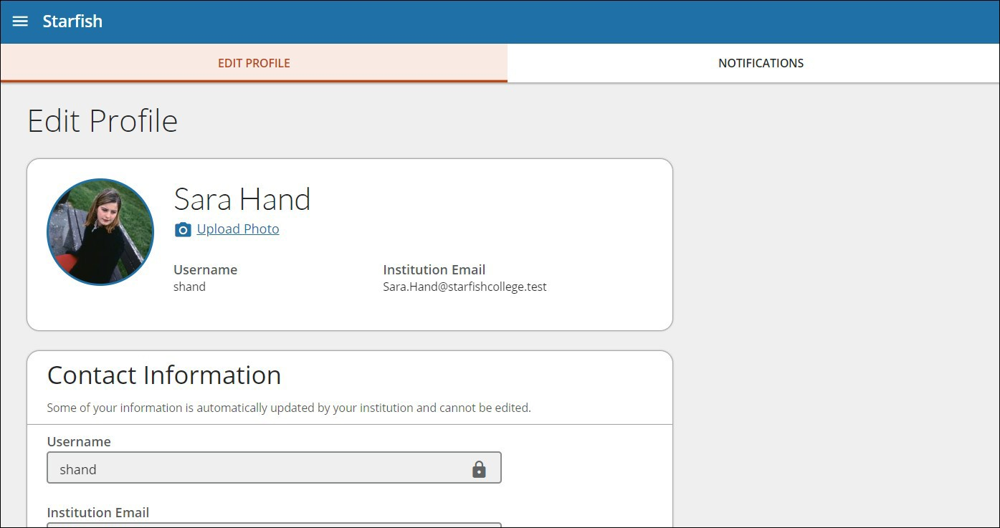 Starfish
EDIT PROFILE
NOTIFICATIONS
Edit Profile
Sara Hand
Upload Photo
Username
Institution Email
shand
Sara.Hand@starfishcollege.test
Contact Information
Some of your information is automatically updated by your institution and cannot be edited.
Username
shand
Institution Email